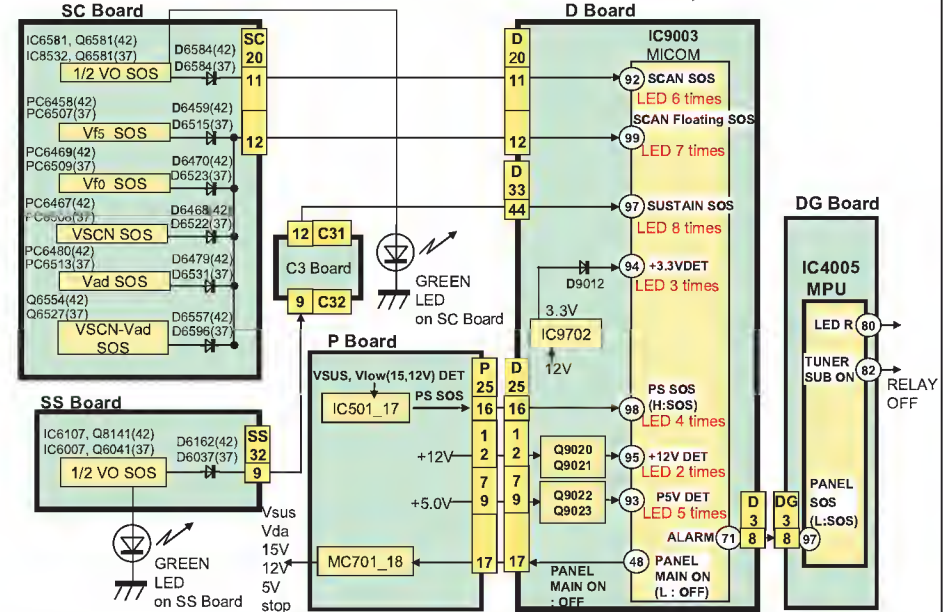 SC Board
IC6581, Q6581(42)
IC8532, Q6581(37)
1/2 VO SOS
D6584(42)
D6584(37)
SC
20
11
12
PC6458(42)
PC6507(37)
Vf5 SOS
D6459(42)
D6515(37)
PC6469(42)
PC6509(37)
Vf0 SOS
D6470(42)
D6523(37)
PC6467(42)
VSCN SOS
D6468(42)
D6522(37)
PC6480(42)
PC6513(37)
Vad SOS
D6479(42)
D6531(37)
Q6554(42)
Q6527(37)
VSCN-Vad
SOS
D6557(42)
D6596(37)
12 C31
C3 Board
9 C32
GREEN
LED
on SC Board
SS Board
IC6107, Q8141(42)
IC6007, Q6041(37)
1/2 VO SOS
D6162(42)
D6037(37)
SS
32
9
GREEN
LED
on SS Board
Vsus
Vda
15V
12V
5V
stop
P Board
VSUS, Vlow(15,12V) DET
IC501_17
PS SOS
+12V
+5.0V
MC701_18
P
25
16
1
2
7
9
17
D Board
D
20
11
12
D
33
44
D
25
16
1
2
7
9
17
IC9003
MICOM
92 SCAN SOS
LED 6 times
SCAN Floating SOS
99
LED 7 times
97 SUSTAIN SOS
LED 8 times
94 +3.3VDET
LED 3 times
D9012
3.3V
IC9702
12V
98 PS SOS
(H:SOS)
LED 4 times
Q9020
Q9021
95 +12V DET
LED 2 times
Q9022
Q9023
93 P5V DET
LED 5 times
ALARM 71
48 PANEL
MAIN ON
(L : OFF)
PANEL
MAIN ON
: OFF
D
3
8
DG
3
8
DG Board
IC4005
MPU
LED R 80
TUNER
SUB ON
82
RELAY
OFF
PANEL
SOS
(L:SOS)
97